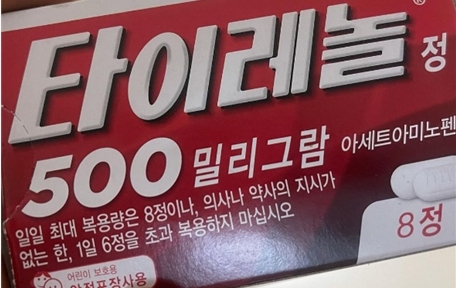 타이레놀® 정
500 밀리그람 아세트아미노펜
일일 최대 복용량은 8정이나, 의사나 약사의 지시가
없는 한, 1일 6정을 초과 복용하지 마십시오
8정
어린이 보호용
안전포장사용